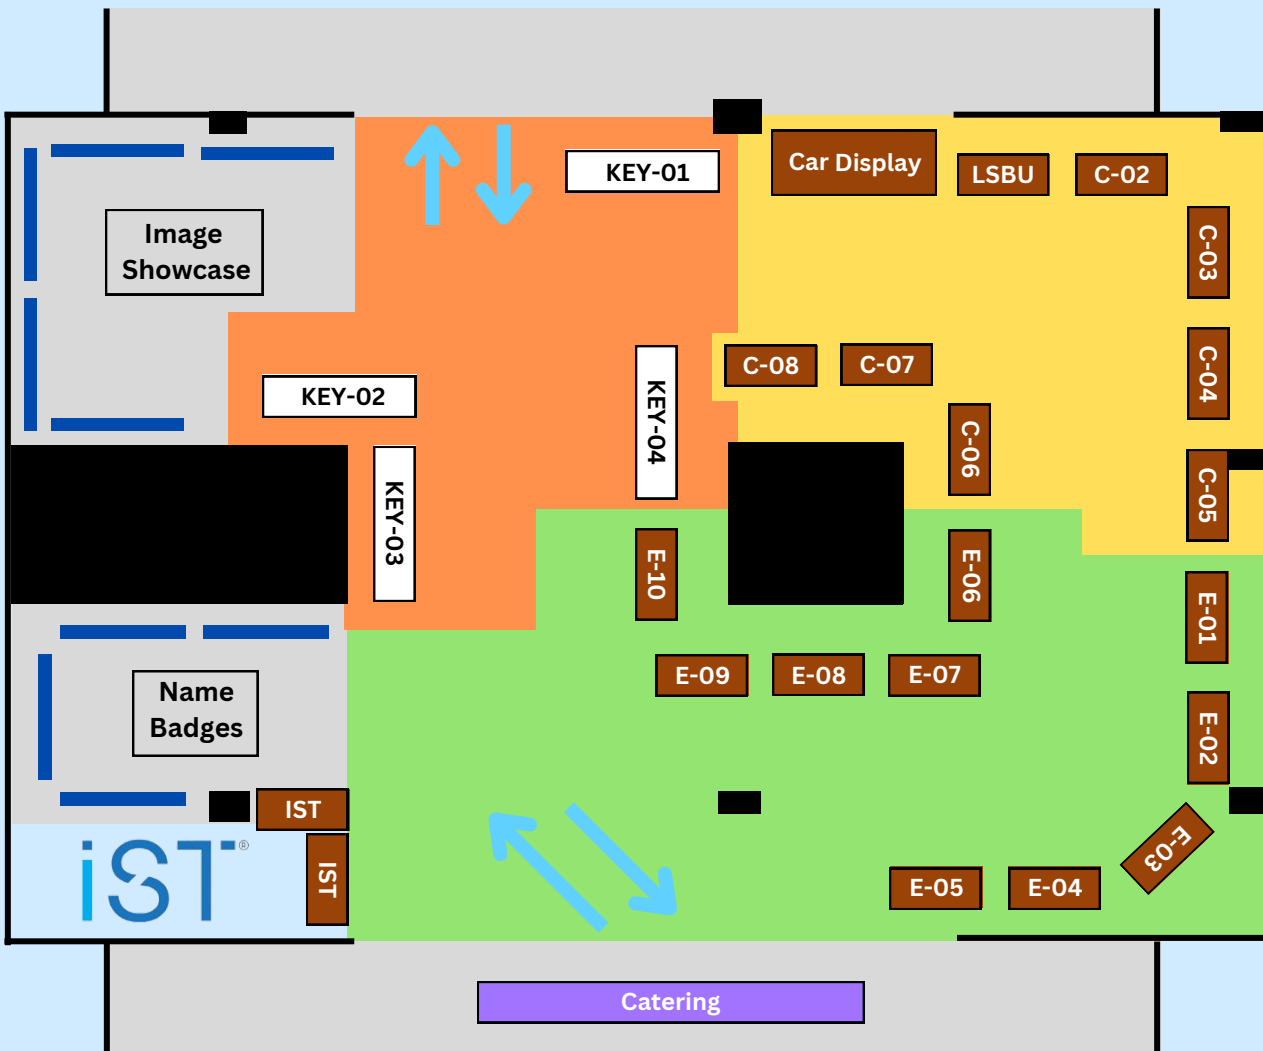 KEY-01
Car Display
LSBU
C-02
Image
Showcase
C-03
C-08
C-07
C-04
KEY-02
KEY-04
C-06
KEY-03
C-05
E-10
E-06
E-01
E-09
E-08
E-07
Name
Badges
E-02
IST
iST®
IST
E-03
E-05
E-04
Catering